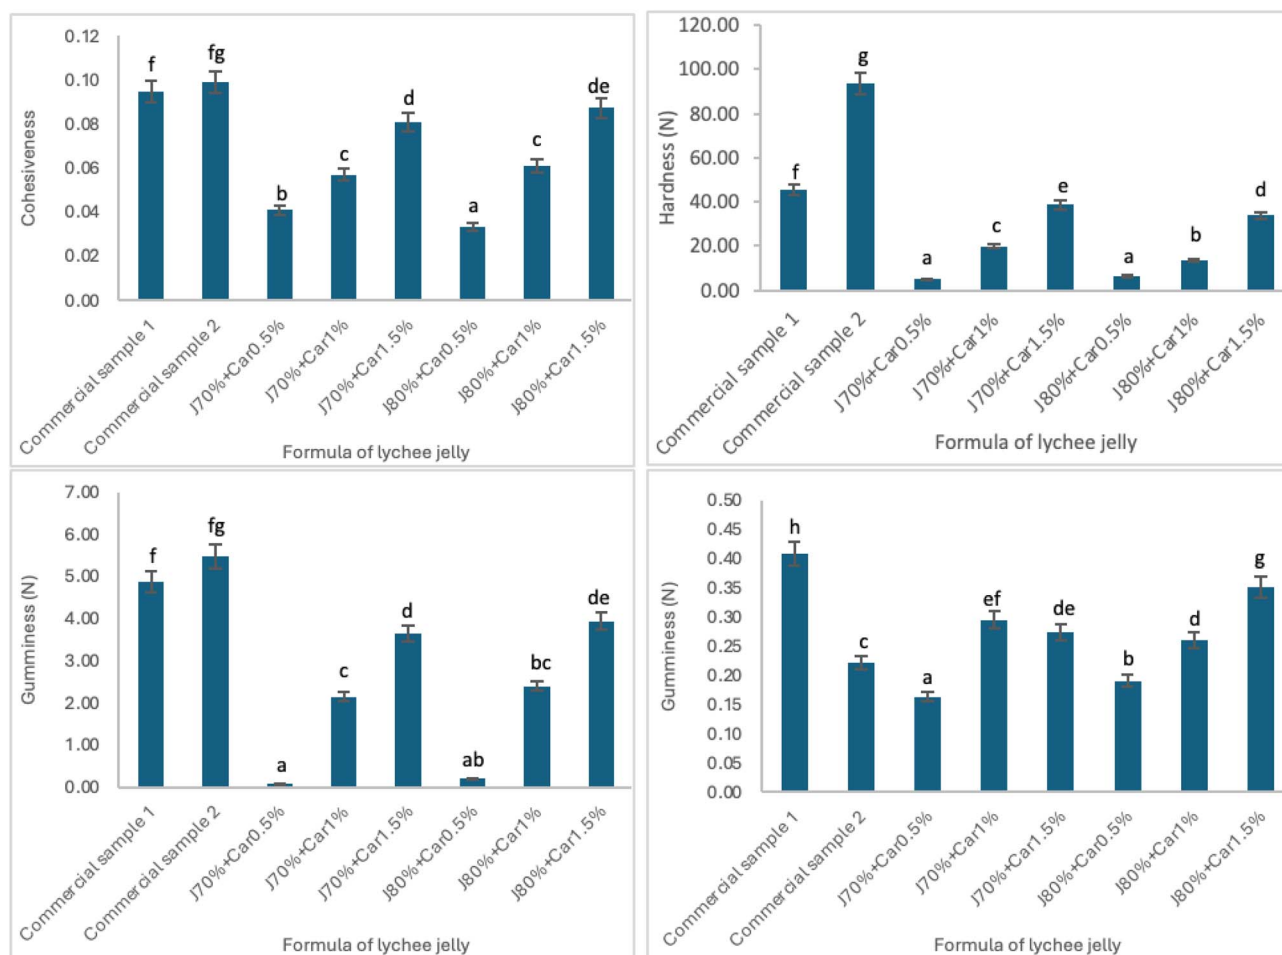 0.12
0.10
0.08
0.06
0.04
0.02
0.00
Cohesiveness
f
fg
b
c
d
a
c
de
Commercial sample 1
Commercial sample 2
J70%+Car0.5%
J70%+Car1%
J70%+Car1.5%
J80%+Car0.5%
J80%+Car1%
J80%+Car1.5%
Formula of lychee jelly
120.00
100.00
80.00
60.00
40.00
20.00
0.00
Hardness (N)
f
g
a
c
e
a
b
d
Commercial sample 1
Commercial sample 2
J70%+Car0.5%
J70%+Car1%
J70%+Car1.5%
J80%+Car0.5%
J80%+Car1%
J80%+Car1.5%
Formula of lychee jelly
7.00
6.00
5.00
4.00
3.00
2.00
1.00
0.00
Gumminess (N)
f
fg
a
c
d
ab
bc
de
Commercial sample 1
Commercial sample 2
J70%+Car0.5%
J70%+Car1%
J70%+Car1.5%
J80%+Car0.5%
J80%+Car1%
J80%+Car1.5%
Formula of lychee jelly
0.50
0.45
0.40
0.35
0.30
0.25
0.20
0.15
0.10
0.05
0.00
Gumminess (N)
h
c
a
ef
de
b
d
g
Commercial sample 1
Commercial sample 2
J70%+Car0.5%
J70%+Car1%
J70%+Car1.5%
J80%+Car0.5%
J80%+Car1%
J80%+Car1.5%
Formula of lychee jelly